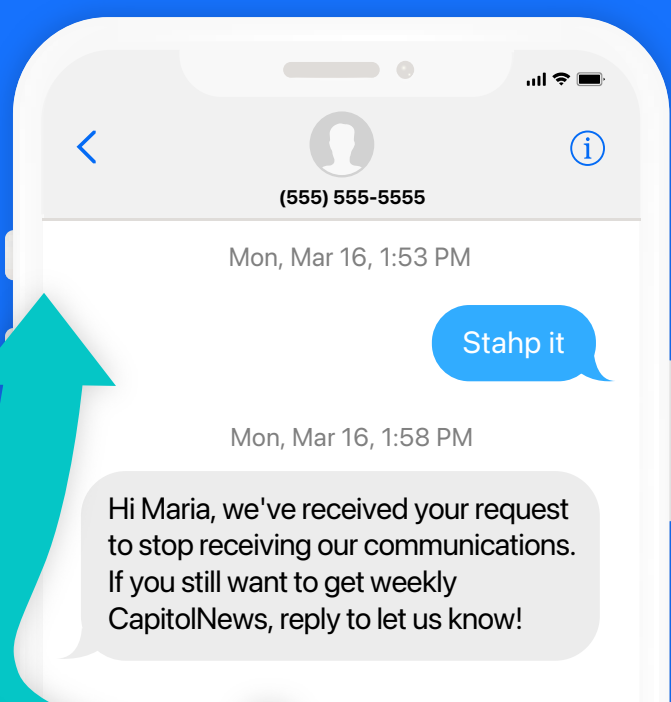 (555) 555-5555
Mon, Mar 16, 1:53 PM
Stahp it
Mon, Mar 16, 1:58 PM
Hi Maria, we've received your request
to stop receiving our communications.
If you still want to get weekly
CapitolNews, reply to let us know!